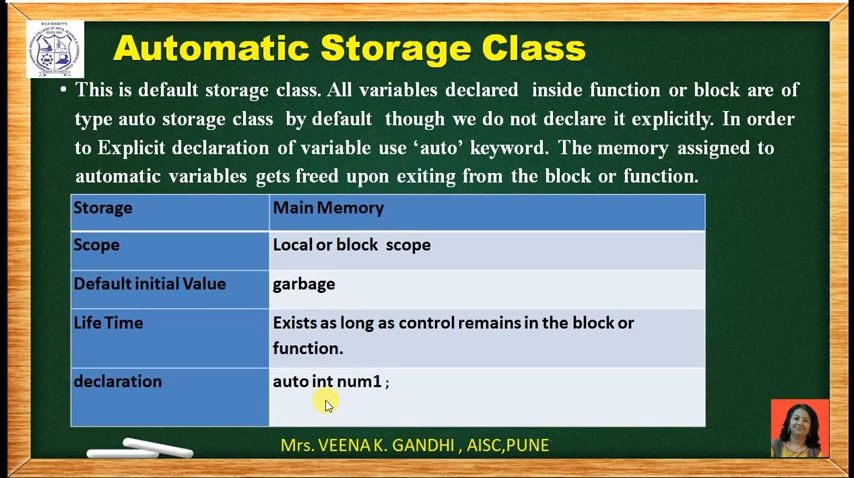 Automatic Storage Class
• This is default storage class. All variables declared inside function or block are of
type auto storage class by default though we do not declare it explicitly. In order
to Explicit declaration of variable use ‘auto’ keyword. The memory assigned to
automatic variables gets freed upon exiting from the block or function.
Storage Main Memory
Scope Local or block scope
Default initial Value garbage
Life Time Exists as long as control remains in the block or
function.
declaration auto int num1 ;
Mrs. VEENA K. GANDHI , AISC,PUNE